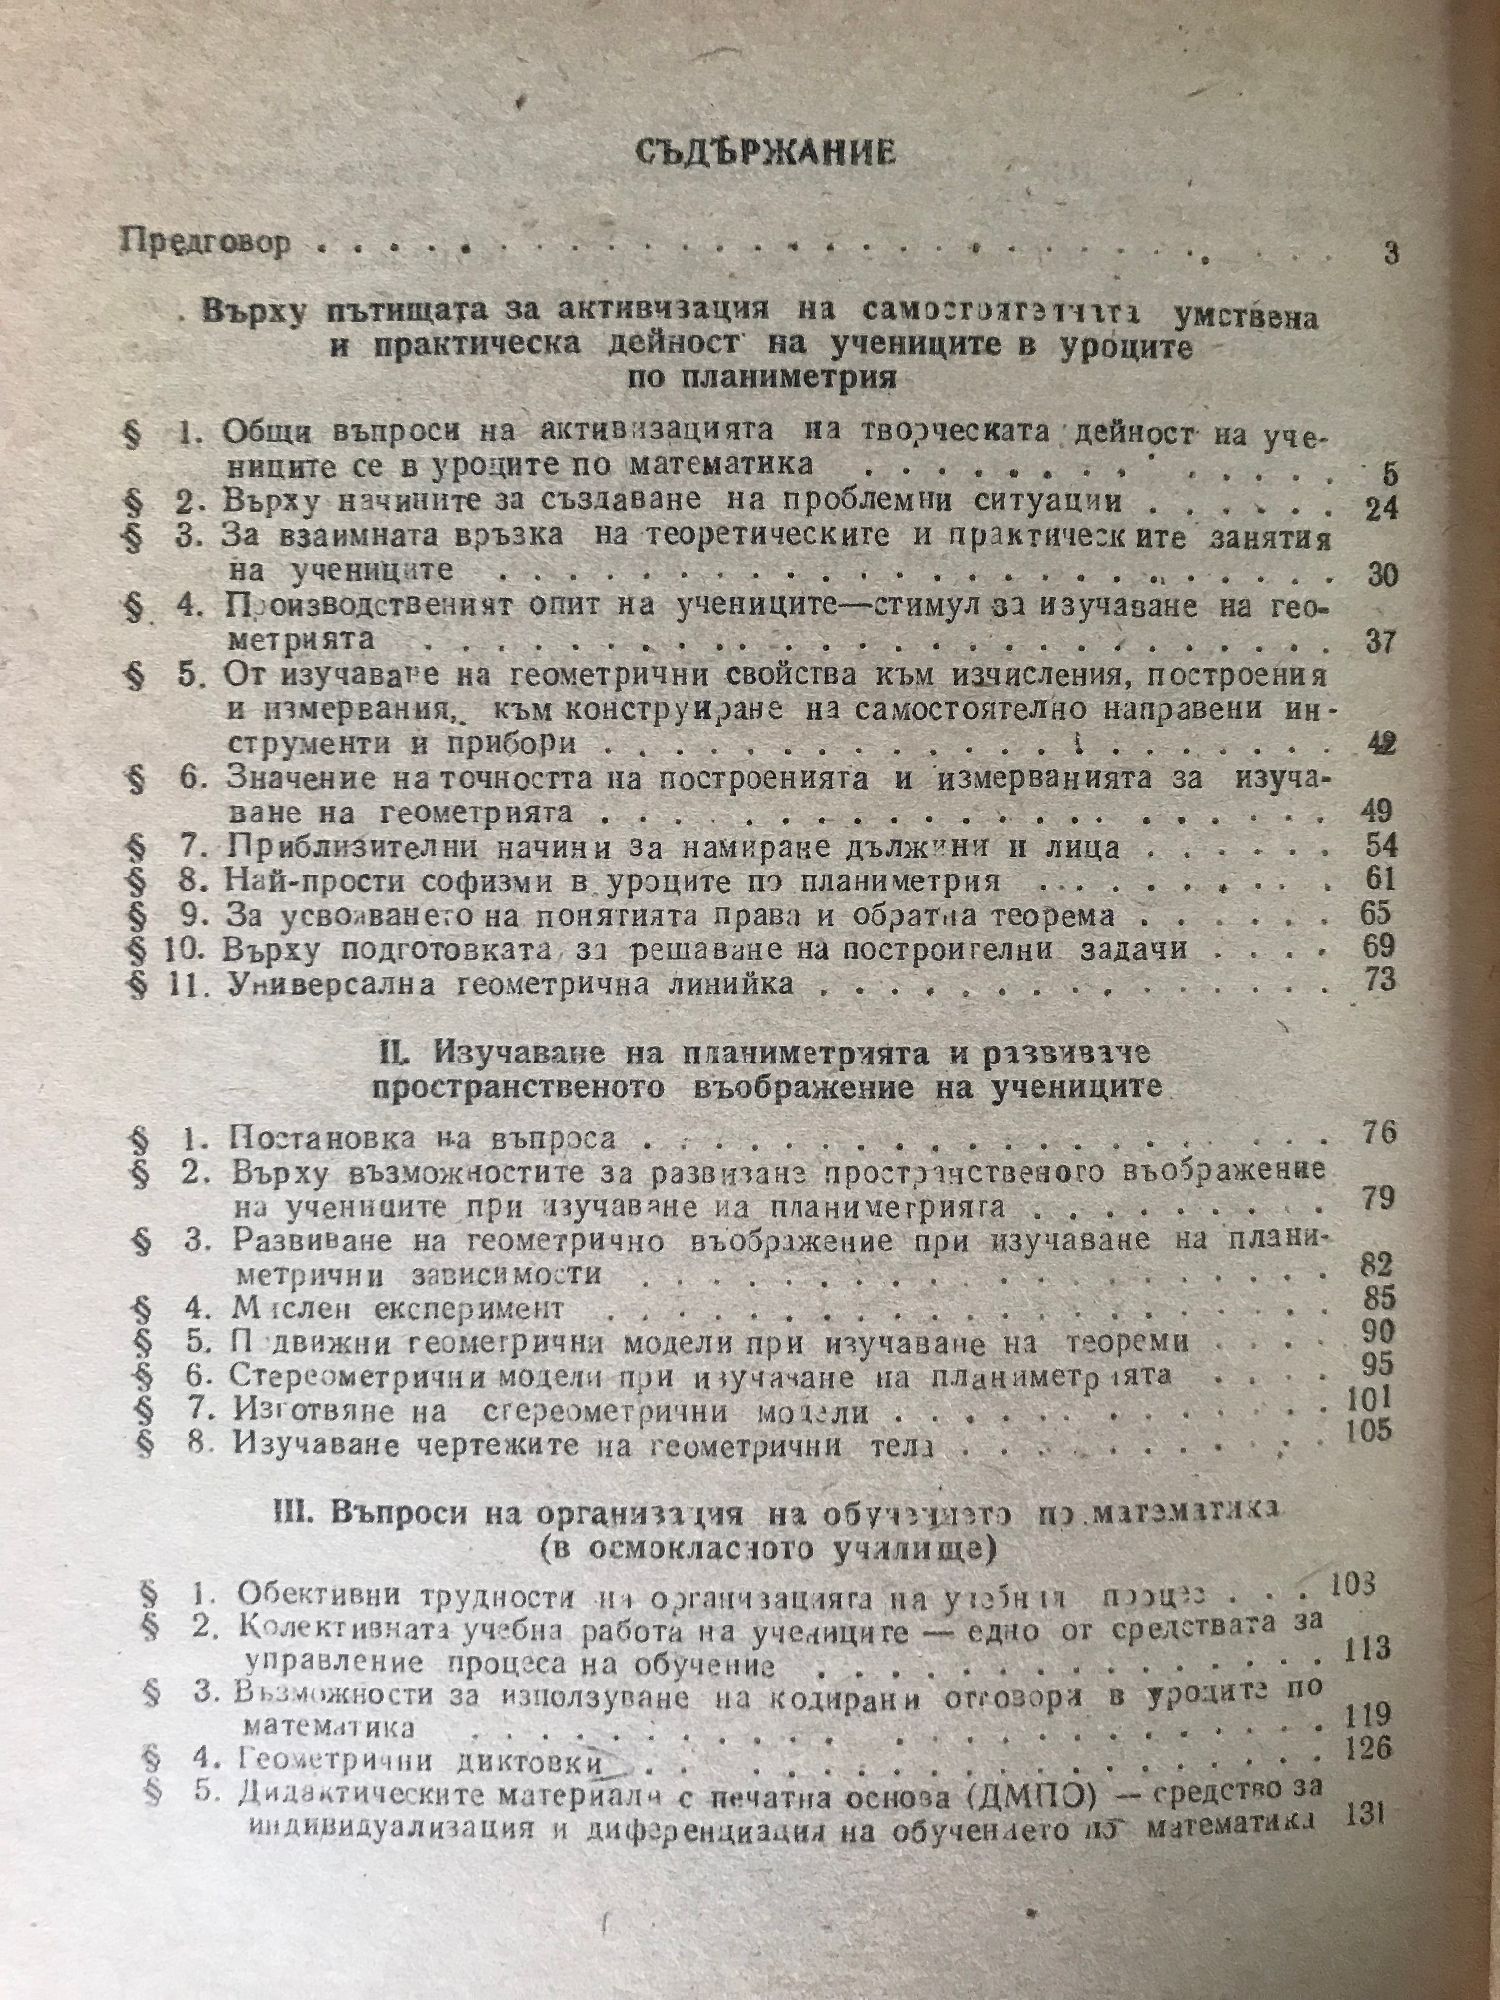 СЪДЪРЖАНИЕ
Предговор . . . . . . . . . . . . . . . . . . . . . . . . . . . 3
Върху пътищата за активизация на самостоятелната умствена
и практическа дейност на учениците в уроците
по планиметрия
§ 1. Общи въпроси на активизацията на творческата дейност на уче-
ниците се в уроците по математика . . . . . . . . . . . . . 5
§ 2. Върху начините за създаване на проблемни ситуации . . . . . . 24
§ 3. За взаимната връзка на теоретическите и практическите занятия
на учениците . . . . . . . . . . . . . . . . . . . . . . . . 30
§ 4. Производственият опит на учениците—стимул за изучаване на гео-
метрията . . . . . . . . . . . . . . . . . . . . . . . . . . 37
§ 5. От изучаване на геометрични свойства към изчисления, построения
и измервания, към конструиране на самостоятелно направени ин-
струменти и прибори . . . . . . . . . . . . . . . . . . . . 42
§ 6. Значение на точността на построенията и измерванията за изуча-
ване на геометрията . . . . . . . . . . . . . . . . . . . . 49
§ 7. Приблизителни начини за намиране дължини и лица . . . . . . 54
§ 8. Най-прости софизми в уроците по планиметрия . . . . . . . . . 61
§ 9. За усвояването на понятията права и обратна теорема . . . . . . 65
§ 10. Върху подготовката за решаване на построителни задачи . . . . 69
§ 11. Универсална геометрична линийка . . . . . . . . . . . . . . . 73
II. Изучаване на планиметрията и развиваче
пространственото въображение на учениците
§ 1. Постановка на въпроса . . . . . . . . . . . . . . . . . . . . 76
§ 2. Върху възможностите за развиване пространственото въображение
на учениците при изучаване на планиметрията . . . . . . . . . 79
§ 3. Развиване на геометрично въображение при изучаване на плани-
метрични зависимости . . . . . . . . . . . . . . . . . . . . 82
§ 4. Мислен експеримент . . . . . . . . . . . . . . . . . . . . . 85
§ 5. Подвижни геометрични модели при изучаване на теореми . . . . 90
§ 6. Стереометрични модели при изучаване на планиметрията . . . . 95
§ 7. Изготвяне на стереометрични модели . . . . . . . . . . . . . 101
§ 8. Изучаване чертежите на геометрични тела . . . . . . . . . . . 105
III. Въпроси на организация на обучението по математика
(в осмокласното училище)
§ 1. Обективни трудности на организацията на учебния процес . . . 103
§ 2. Колективната учебна работа на учениците — едно от средствата за
управление процеса на обучение . . . . . . . . . . . . . . . 113
§ 3. Възможности за използуване на кодирани отговори в уроците по
математика . . . . . . . . . . . . . . . . . . . . . . . . . 119
§ 4. Геометрични диктовки . . . . . . . . . . . . . . . . . . . . 126
§ 5. Дидактическите материали с печатна основа (ДМПО) — средство за
индивидуализация и диференциация на обучението по математика 131